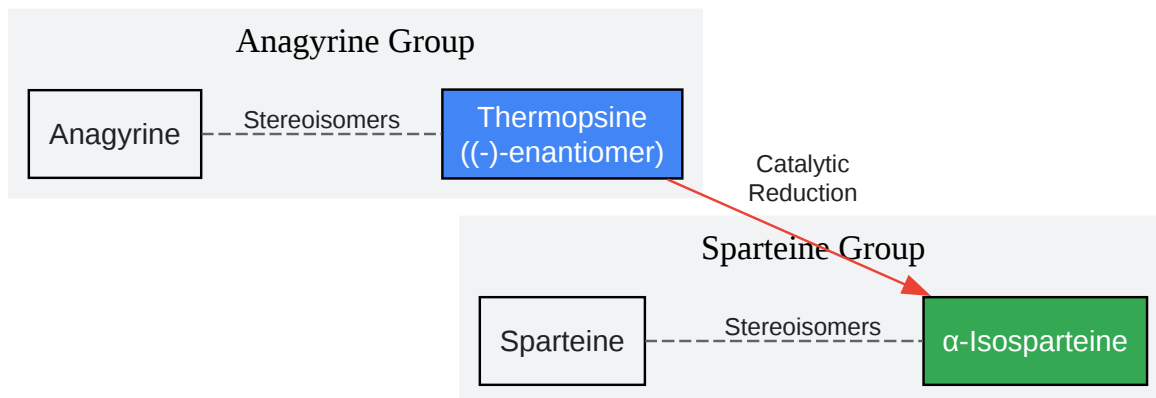 Anagyrine Group
Anagyrine
Stereoisomers
Thermopsine
((-)-enantiomer)
Catalytic
Reduction
Sparteine Group
Sparteine
Stereoisomers
α-Isosparteine